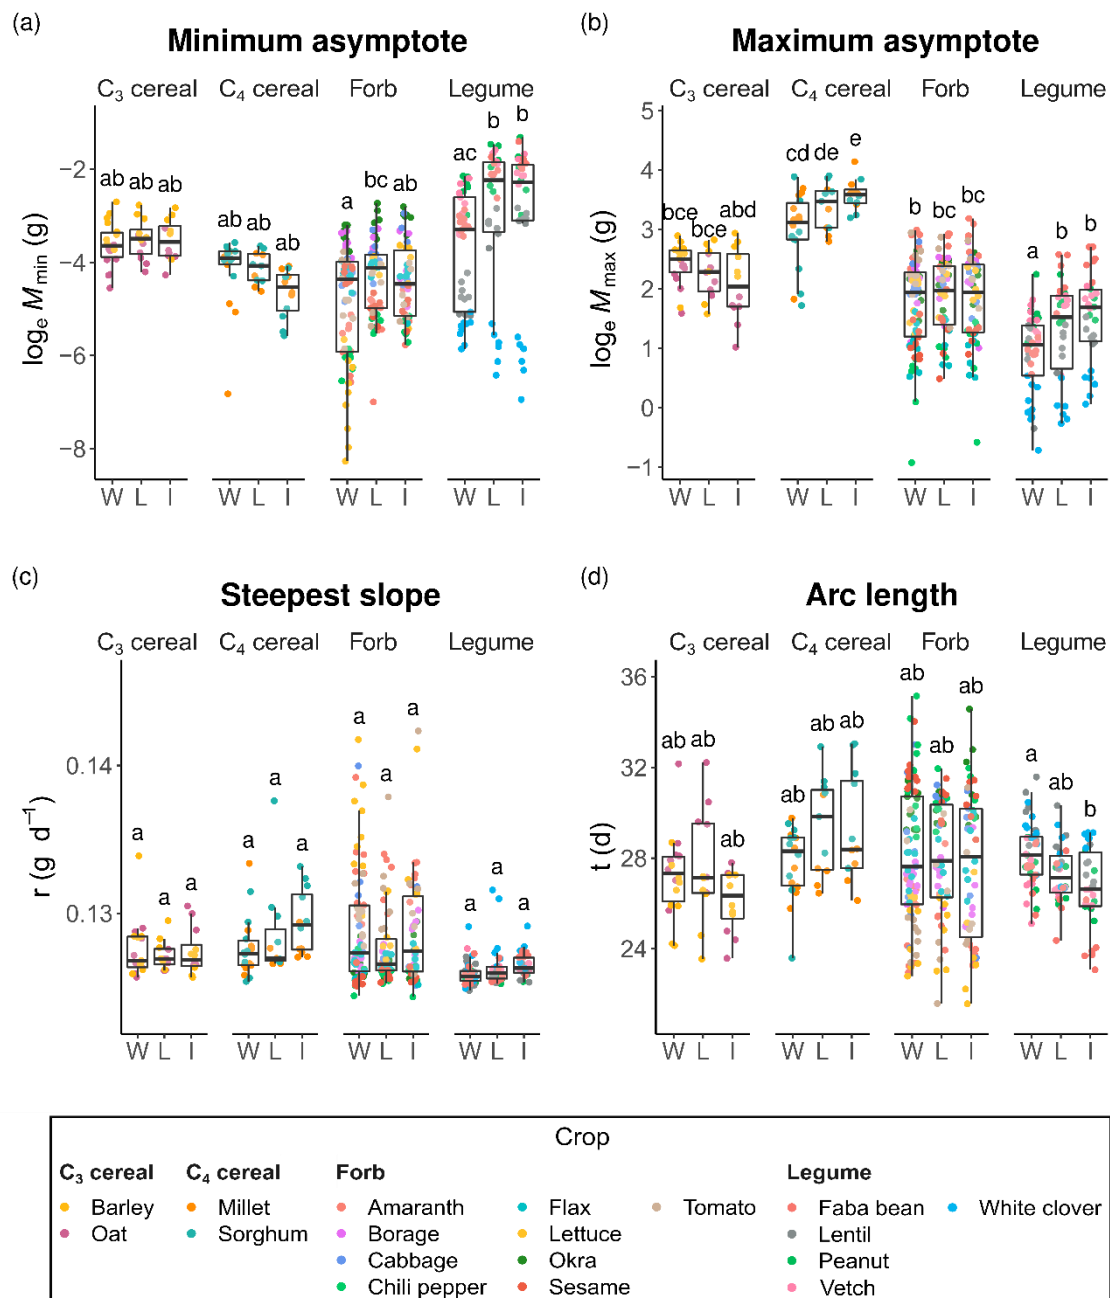 (a)
Minimum asymptote
C₃ cereal C₄ cereal Forb Legume
logₑ Mmin (g)
−2
−4
−6
−8
ab ab ab
ab ab ab
a bc ab
ac b b
W L I W L I W L I W L I
(b)
Maximum asymptote
C₃ cereal C₄ cereal Forb Legume
logₑ Mmax (g)
5
4
3
2
1
0
−1
bce bce abd
cd de e
b bc bc
a b b
W L I W L I W L I W L I
(c)
Steepest slope
C₃ cereal C₄ cereal Forb Legume
r (g d⁻¹)
0.14
0.13
a a a
a a a
a a a
a a a
W L I W L I W L I W L I
(d)
Arc length
C₃ cereal C₄ cereal Forb Legume
t (d)
36
32
28
24
ab ab ab
ab ab ab
ab ab ab
a ab b
W L I W L I W L I W L I
Crop
C₃ cereal C₄ cereal Forb Legume
Barley Millet Amaranth Flax Tomato Faba bean White clover
Oat Sorghum Borage Lettuce Lentil
Cabbage Okra Peanut
Chili pepper Sesame Vetch